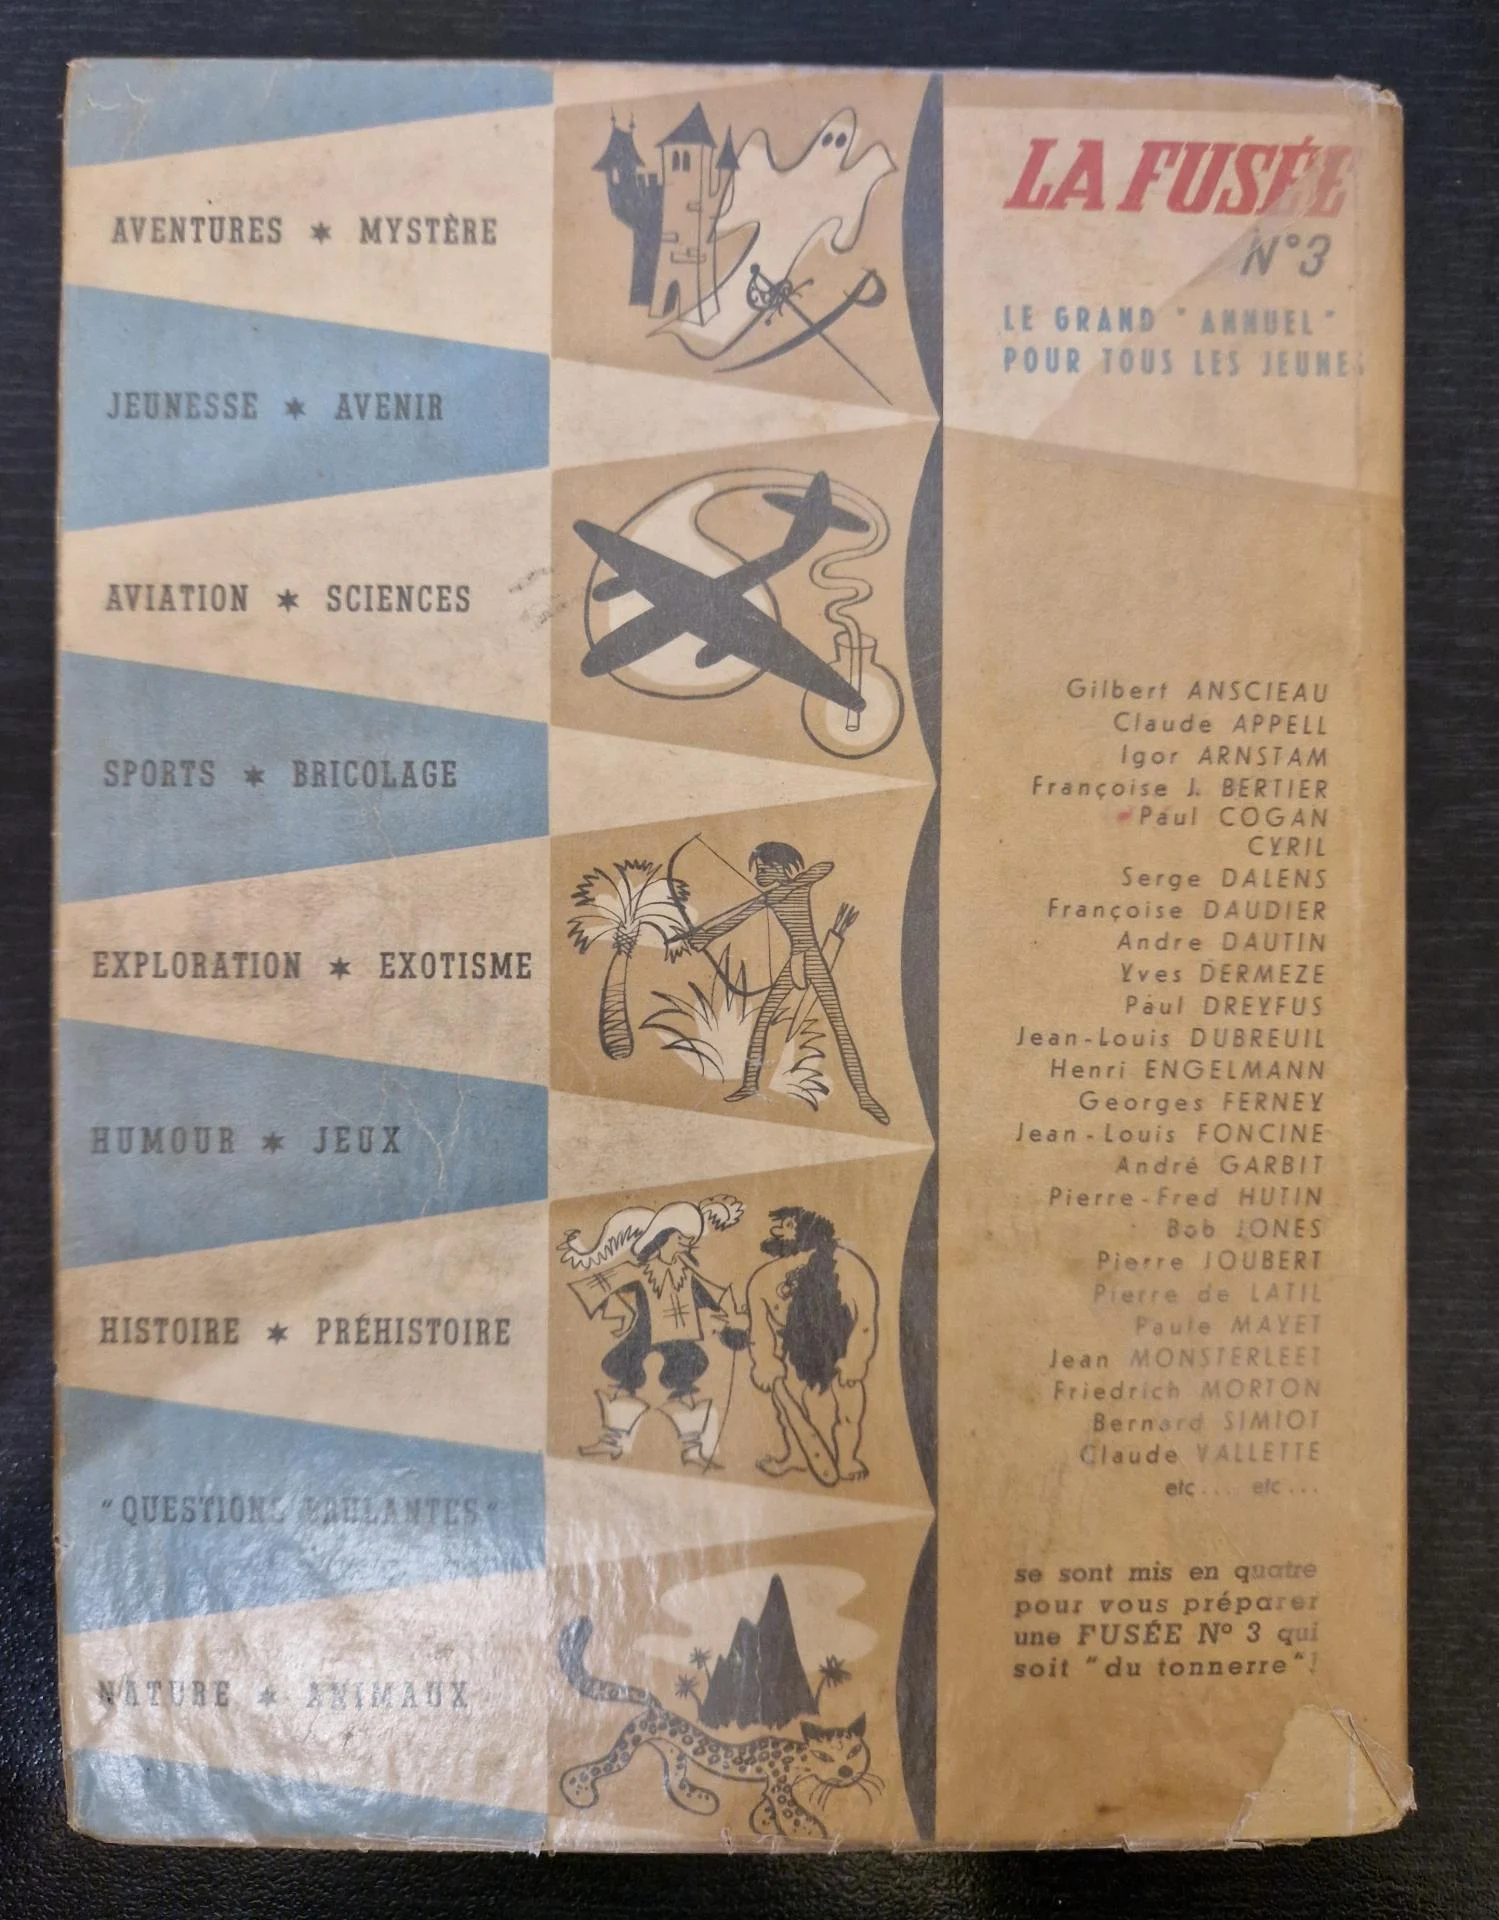 AVENTURES ★ MYSTÈRE
JEUNESSE ★ AVENIR
AVIATION ★ SCIENCES
SPORTS ★ BRICOLAGE
EXPLORATION ★ EXOTISME
HUMOUR ★ JEUX
HISTOIRE ★ PRÉHISTOIRE
"QUESTIONS BRULANTES"
NATURE ★ ANIMAUX
LA FUSÉE
N°3
LE GRAND "ANNUEL"
POUR TOUS LES JEUNES
Gilbert ANSCIEAU
Claude APPELL
Igor ARNSTAM
Françoise J. BERTIER
Paul COGAN
CYRIL
Serge DALENS
Françoise DAUDIER
Andre DAUTIN
Yves DERMEZE
Paul DREYFUS
Jean-Louis DUBREUIL
Henri ENGELMANN
Georges FERNEY
Jean-Louis FONCINE
André GARBIT
Pierre-Fred HUTIN
Bob JONES
Pierre JOUBERT
Pierre de LATIL
Paule MAYET
Jean MONSTERLEET
Friedrich MORTON
Bernard SIMIOT
Claude VALLETTE
etc... etc...
se sont mis en quatre
pour vous préparer
une FUSÉE N° 3 qui
soit "du tonnerre"!